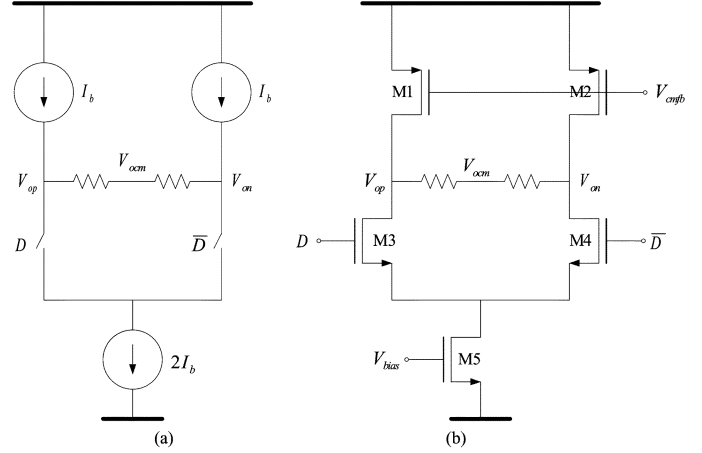 I_b
I_b
M1
M2
V_cmfb
V_ocm
V_op
V_on
V_ocm
V_op
V_on
D
D̅
D
M3
M4
D̅
2I_b
V_bias
M5
(a)
(b)